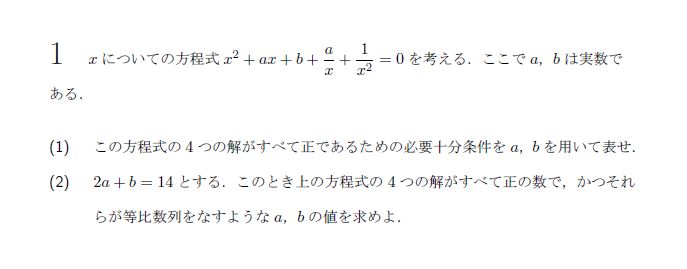 1 xについての方程式 x² + ax + b + a/x + 1/x² = 0 を考える．ここで a，b は実数で
ある．
(1) この方程式の 4 つの解がすべて正であるための必要十分条件を a，b を用いて表せ．
(2) 2a + b = 14 とする．このとき上の方程式の 4 つの解がすべて正の数で，かつそれ
らが等比数列をなすような a，b の値を求めよ．